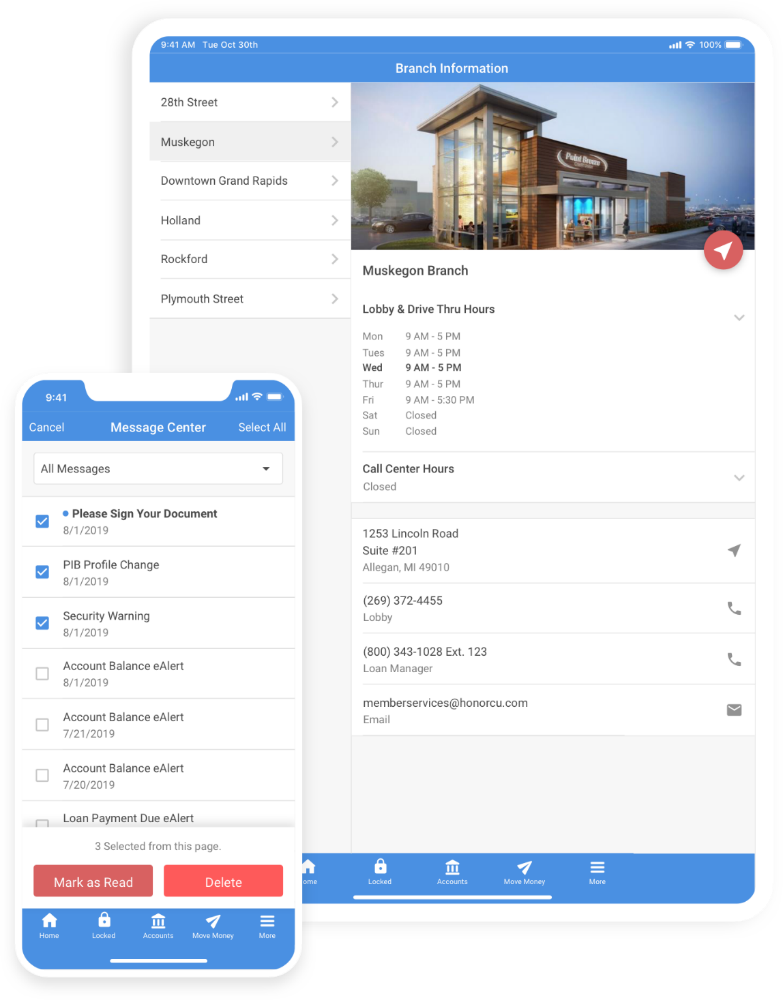 9:41 AM Tue Oct 30th
100%
Branch Information
28th Street
Muskegon
Downtown Grand Rapids
Holland
Rockford
Plymouth Street
Point Breeze
Muskegon Branch
Lobby & Drive Thru Hours
Mon 9 AM - 5 PM
Tues 9 AM - 5 PM
Wed 9 AM - 5 PM
Thur 9 AM - 5 PM
Fri 9 AM - 5:30 PM
Sat Closed
Sun Closed
Call Center Hours
Closed
1253 Lincoln Road
Suite #201
Allegan, MI 49010
(269) 372-4455
Lobby
(800) 343-1028 Ext. 123
Loan Manager
memberservices@honorcu.com
Email
ome Locked Accounts Move Money More
9:41
Cancel Message Center Select All
All Messages
Please Sign Your Document
8/1/2019
PIB Profile Change
8/1/2019
Security Warning
8/1/2019
Account Balance eAlert
8/1/2019
Account Balance eAlert
7/21/2019
Account Balance eAlert
7/20/2019
Loan Payment Due eAlert
3 Selected from this page.
Mark as Read Delete
Home Locked Accounts Move Money More